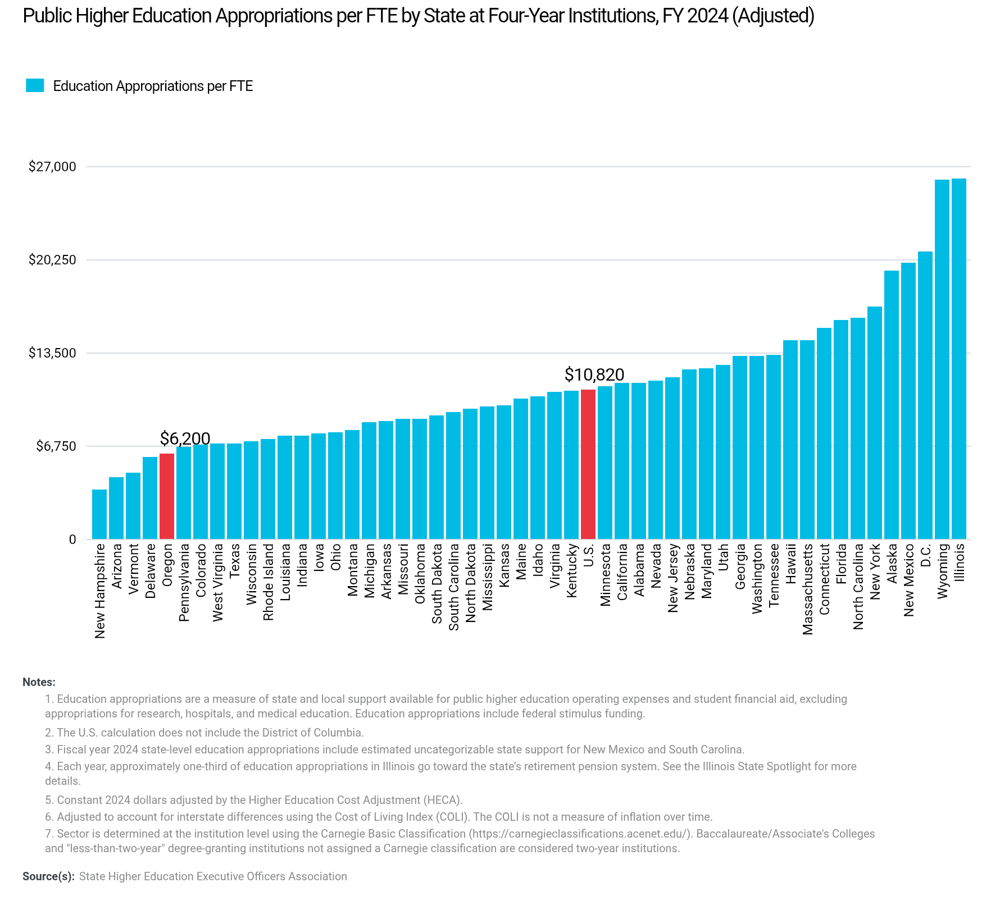 Public Higher Education Appropriations per FTE by State at Four-Year Institutions, FY 2024 (Adjusted)
Education Appropriations per FTE
$27,000
$20,250
$13,500
$6,750
0
$6,200
$10,820
New Hampshire
Arizona
Vermont
Delaware
Oregon
Pennsylvania
Colorado
West Virginia
Texas
Wisconsin
Rhode Island
Louisiana
Indiana
Iowa
Ohio
Montana
Michigan
Arkansas
Missouri
Oklahoma
South Dakota
South Carolina
North Dakota
Mississippi
Kansas
Maine
Idaho
Virginia
Kentucky
U.S.
Minnesota
California
Alabama
Nevada
New Jersey
Nebraska
Maryland
Utah
Georgia
Washington
Tennessee
Hawaii
Massachusetts
Connecticut
Florida
North Carolina
New York
Alaska
New Mexico
D.C.
Wyoming
Illinois
Notes:
1. Education appropriations are a measure of state and local support available for public higher education operating expenses and student financial aid, excluding
appropriations for research, hospitals, and medical education. Education appropriations include federal stimulus funding.
2. The U.S. calculation does not include the District of Columbia.
3. Fiscal year 2024 state-level education appropriations include estimated uncategorizable state support for New Mexico and South Carolina.
4. Each year, approximately one-third of education appropriations in Illinois go toward the state’s retirement pension system. See the Illinois State Spotlight for more
details.
5. Constant 2024 dollars adjusted by the Higher Education Cost Adjustment (HECA).
6. Adjusted to account for interstate differences using the Cost of Living Index (COLI). The COLI is not a measure of inflation over time.
7. Sector is determined at the institution level using the Carnegie Basic Classification (https://carnegieclassifications.acenet.edu/). Baccalaureate/Associate's Colleges
and "less-than-two-year" degree-granting institutions not assigned a Carnegie classification are considered two-year institutions.
Source(s): State Higher Education Executive Officers Association